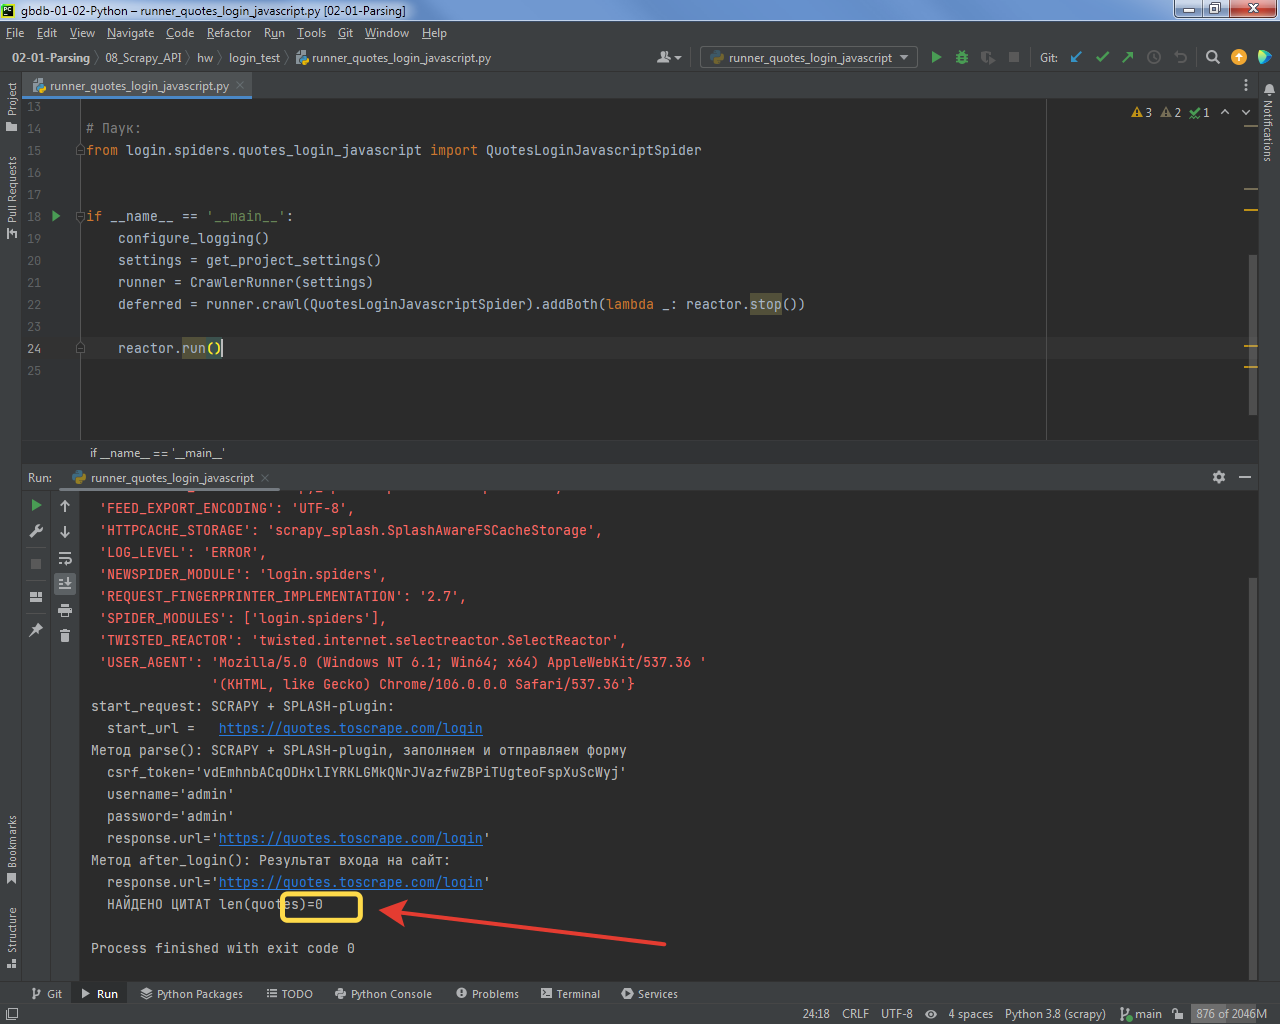 gbdb-01-02-Python – runner_quotes_login_javascript.py [02-01-Parsing]
File Edit View Navigate Code Refactor Run Tools Git Window Help
02-01-Parsing 08_Scrapy_API hw login_test runner_quotes_login_javascript.py runner_quotes_login_javascript Git:
Project
Pull Requests
Bookmarks
Structure
Notifications
runner_quotes_login_javascript.py
3 2 1
13
14 # Паук:
15 from login.spiders.quotes_login_javascript import QuotesLoginJavascriptSpider
16
17
18 if __name__ == '__main__':
19 configure_logging()
20 settings = get_project_settings()
21 runner = CrawlerRunner(settings)
22 deferred = runner.crawl(QuotesLoginJavascriptSpider).addBoth(lambda _: reactor.stop())
23
24 reactor.run()
25
if __name__ == '__main__'
Run: runner_quotes_login_javascript
'FEED_EXPORT_ENCODING': 'UTF-8',
'HTTPCACHE_STORAGE': 'scrapy_splash.SplashAwareFSCacheStorage',
'LOG_LEVEL': 'ERROR',
'NEWSPIDER_MODULE': 'login.spiders',
'REQUEST_FINGERPRINTER_IMPLEMENTATION': '2.7',
'SPIDER_MODULES': ['login.spiders'],
'TWISTED_REACTOR': 'twisted.internet.selectreactor.SelectReactor',
'USER_AGENT': 'Mozilla/5.0 (Windows NT 6.1; Win64; x64) AppleWebKit/537.36 '
'(KHTML, like Gecko) Chrome/106.0.0.0 Safari/537.36'}
start_request: SCRAPY + SPLASH-plugin:
start_url = https://quotes.toscrape.com/login
Метод parse(): SCRAPY + SPLASH-plugin, заполняем и отправляем форму
csrf_token='vdEmhnbACqODHxlIYRKLGMkQNrJVazfwZBPiTUgteoFspXuScWyj'
username='admin'
password='admin'
response.url='https://quotes.toscrape.com/login'
Метод after_login(): Результат входа на сайт:
response.url='https://quotes.toscrape.com/login'
НАЙДЕНО ЦИТАТ len(quotes)=0
Process finished with exit code 0
Git Run Python Packages TODO Python Console Problems Terminal Services
24:18 CRLF UTF-8 4 spaces Python 3.8 (scrapy) main 876 of 2046M